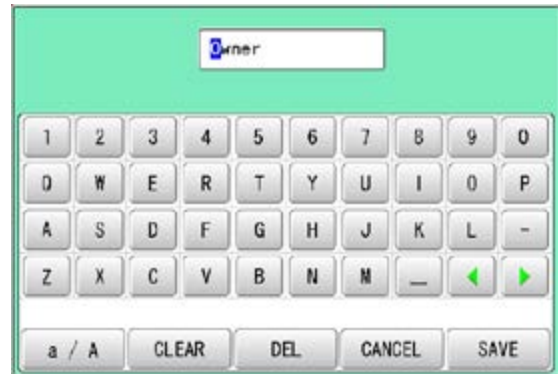 Owner
1 2 3 4 5 6 7 8 9 0
Q W E R T Y U I O P
A S D F G H J K L -
Z X C V B N M _
a / A CLEAR DEL CANCEL SAVE